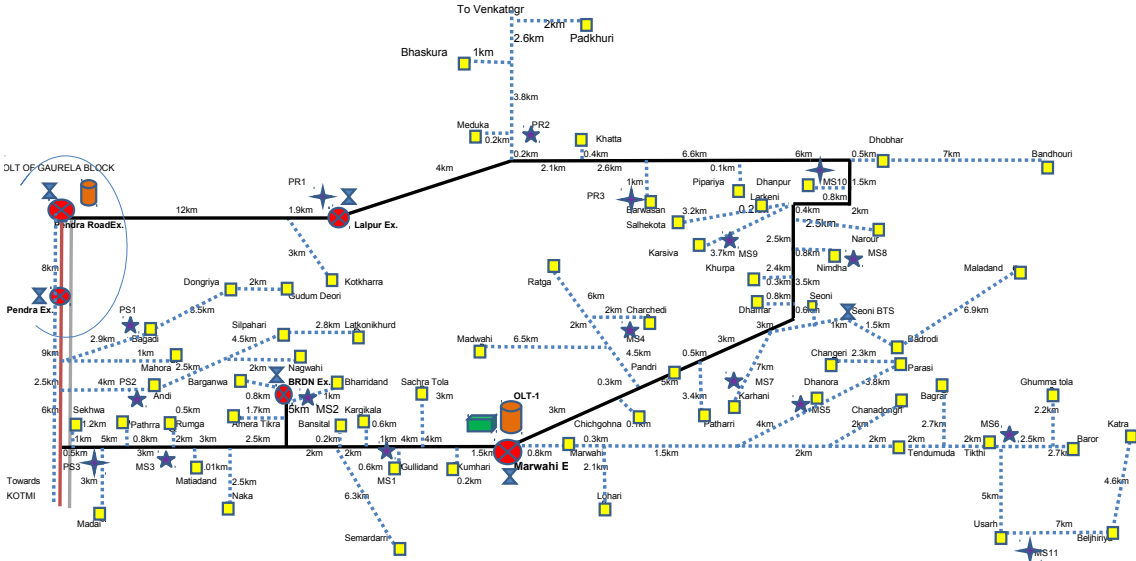 To Venkatngr
2km
2.6km
Padkhuri
Bhaskura
1km
3.8km
Meduka
PR2
0.2km
Khatta
0.2km
0.4km
6.6km
6km
0.5km
Dhobhar
7km
Bandhouri
2.1km
2.6km
OLT OF GAURELA BLOCK
4km
PR1
1km
0.1km
Pipariya
Dhanpur
MS10
1.5km
PR3
Barwasan
Larkeni
0.8km
12km
1.9km
Pendra RoadEx.
Lalpur Ex.
Salhekota
3.2km
0.2km
0.4km
2km
2.5km
Narour
Karsiva
3.7km
MS9
2.5km
0.8km
MS8
Nimdha
3km
8km
Kotkharra
Ratga
Khurpa
2.4km
Maladand
Dongriya
2km
Gudum Deori
0.3km
3.5km
Pendra Ex.
PS1
3.5km
6km
Dhamar
0.8km
Seoni
0.6km
Seoni BTS
6.9km
Bagadi
Silpahari
2.8km
Latkonikhurd
2km
Charchedi
3km
1km
1.5km
2.9km
4.5km
MS4
3km
Badrodi
9km
1km
Madwahi
6.5km
4.5km
Changeri
2.3km
Mahora
2.5km
Nagwahi
Pandri
0.5km
Parasi
2.5km
4km
PS2
Barganwa
2km
BRDN Ex.
Bharridand
Sachra Tola
0.3km
5km
7km
MS7
Dhanora
3.8km
Bagrar
Ghumma tola
Andi
0.8km
1km
3km
OLT-1
3km
3.4km
Karhani
MS5
Chanadongri
2.2km
6km
Sekhwa
0.5km
1.7km
5km
MS2
Kargikala
1.2km
Pathrra
Rumga
Amera Tikra
Bansital
0.6km
0.1km
Patharri
4km
2km
2.7km
MS6
2.5km
Katra
1km
5km
0.8km
2km
3km
2.5km
0.2km
1km
4km
4km
Marwahi
0.3km
Baror
0.5km
3km
2km
2km
1.5km
0.8km
1.5km
2km
2km
Tendumuda
2km
Tikthi
2.7km
PS3
MS3
.01km
0.6km
Gullidand
Kumhari
Marwahi E
2.1km
Towards
3km
Matiadand
2.5km
MS1
0.2km
4.6km
KOTMI
Naka
6.3km
Lohari
5km
Madai
Usarh
7km
Beljhiriya
Semardarri
MS11
Chichgohna